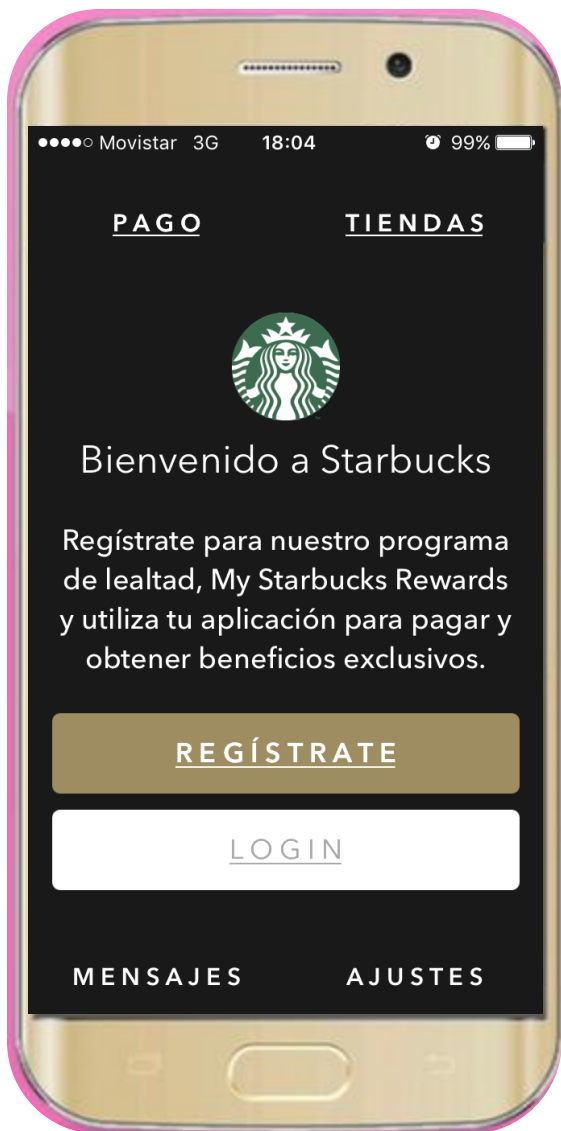 Movistar 3G 18:04 99%
PAGO TIENDAS
Bienvenido a Starbucks
Regístrate para nuestro programa
de lealtad, My Starbucks Rewards
y utiliza tu aplicación para pagar y
obtener beneficios exclusivos.
REGÍSTRATE
LOGIN
MENSAJES AJUSTES